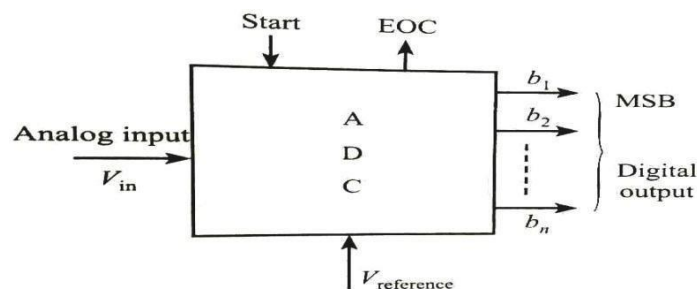 Start
EOC
b1
MSB
A
Analog input
b2
D
Vin
C
Digital
output
bn
Vreference